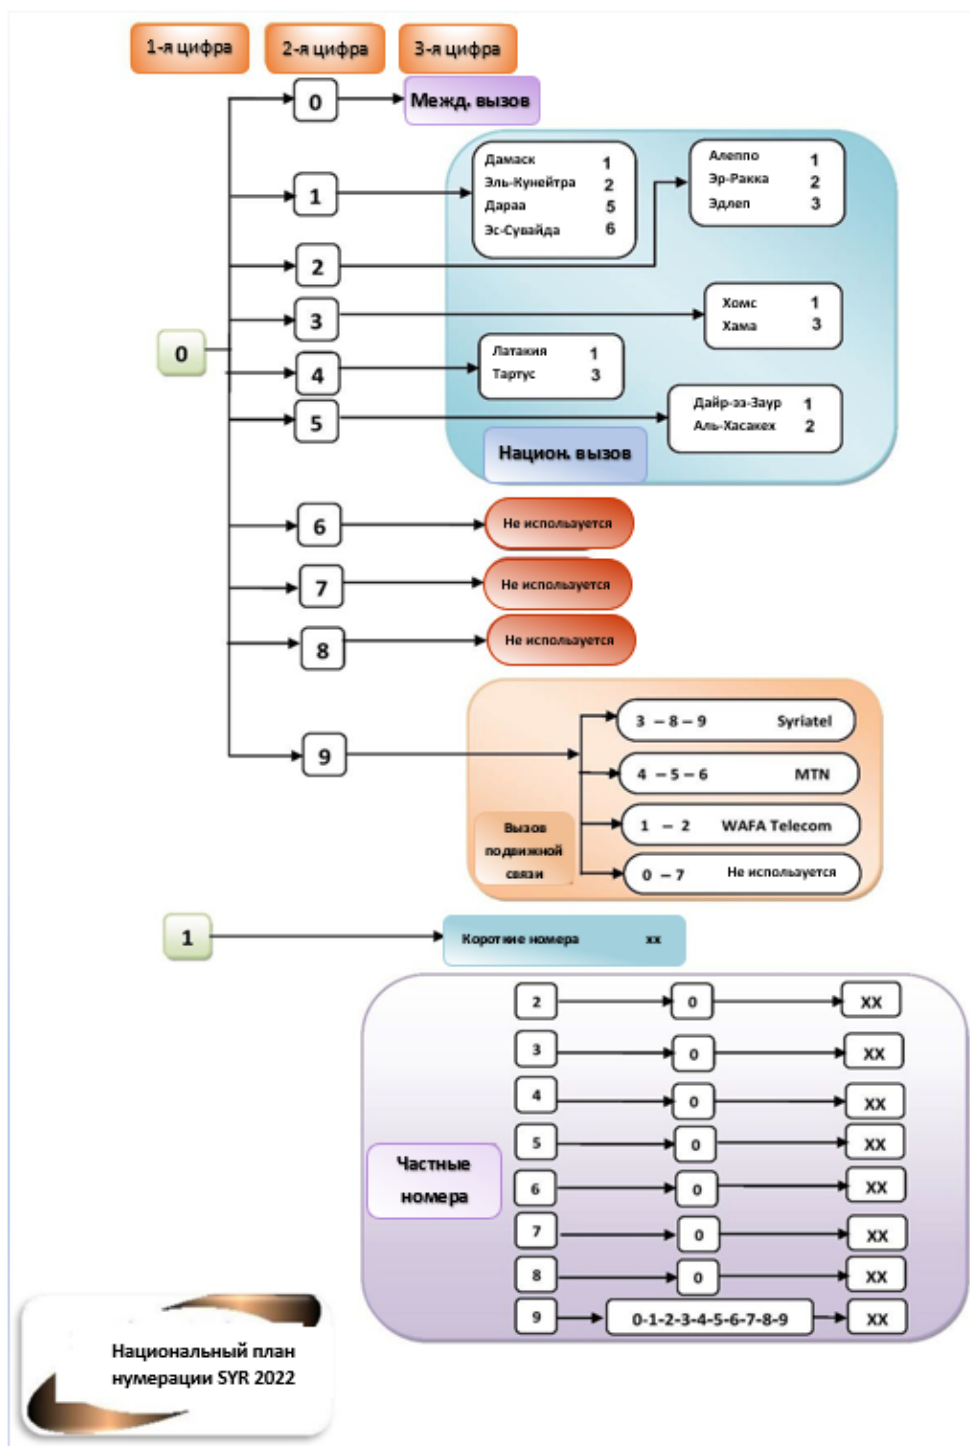 1-я цифра
2-я цифра
3-я цифра
0
Межд. вызов
1
Дамаск 1
Эль-Кунейтра 2
Дараа 5
Эс-Сувайда 6
Алеппо 1
Эр-Ракка 2
Эдлеп 3
2
3
Хомс 1
Хама 3
0
4
Латакия 1
Тартус 3
5
Дайр-эз-Заур 1
Аль-Хасакех 2
Национ. вызов
6
Не используется
7
Не используется
8
Не используется
9
3 – 8 – 9 Syriatel
4 – 5 – 6 MTN
1 – 2 WAFA Telecom
0 – 7 Не используется
Вызов
подвижной
связи
1
Короткие номера xx
2 0 XX
3 0 XX
4 0 XX
5 0 XX
6 0 XX
7 0 XX
8 0 XX
9 0-1-2-3-4-5-6-7-8-9 XX
Частные
номера
Национальный план
нумерации SYR 2022